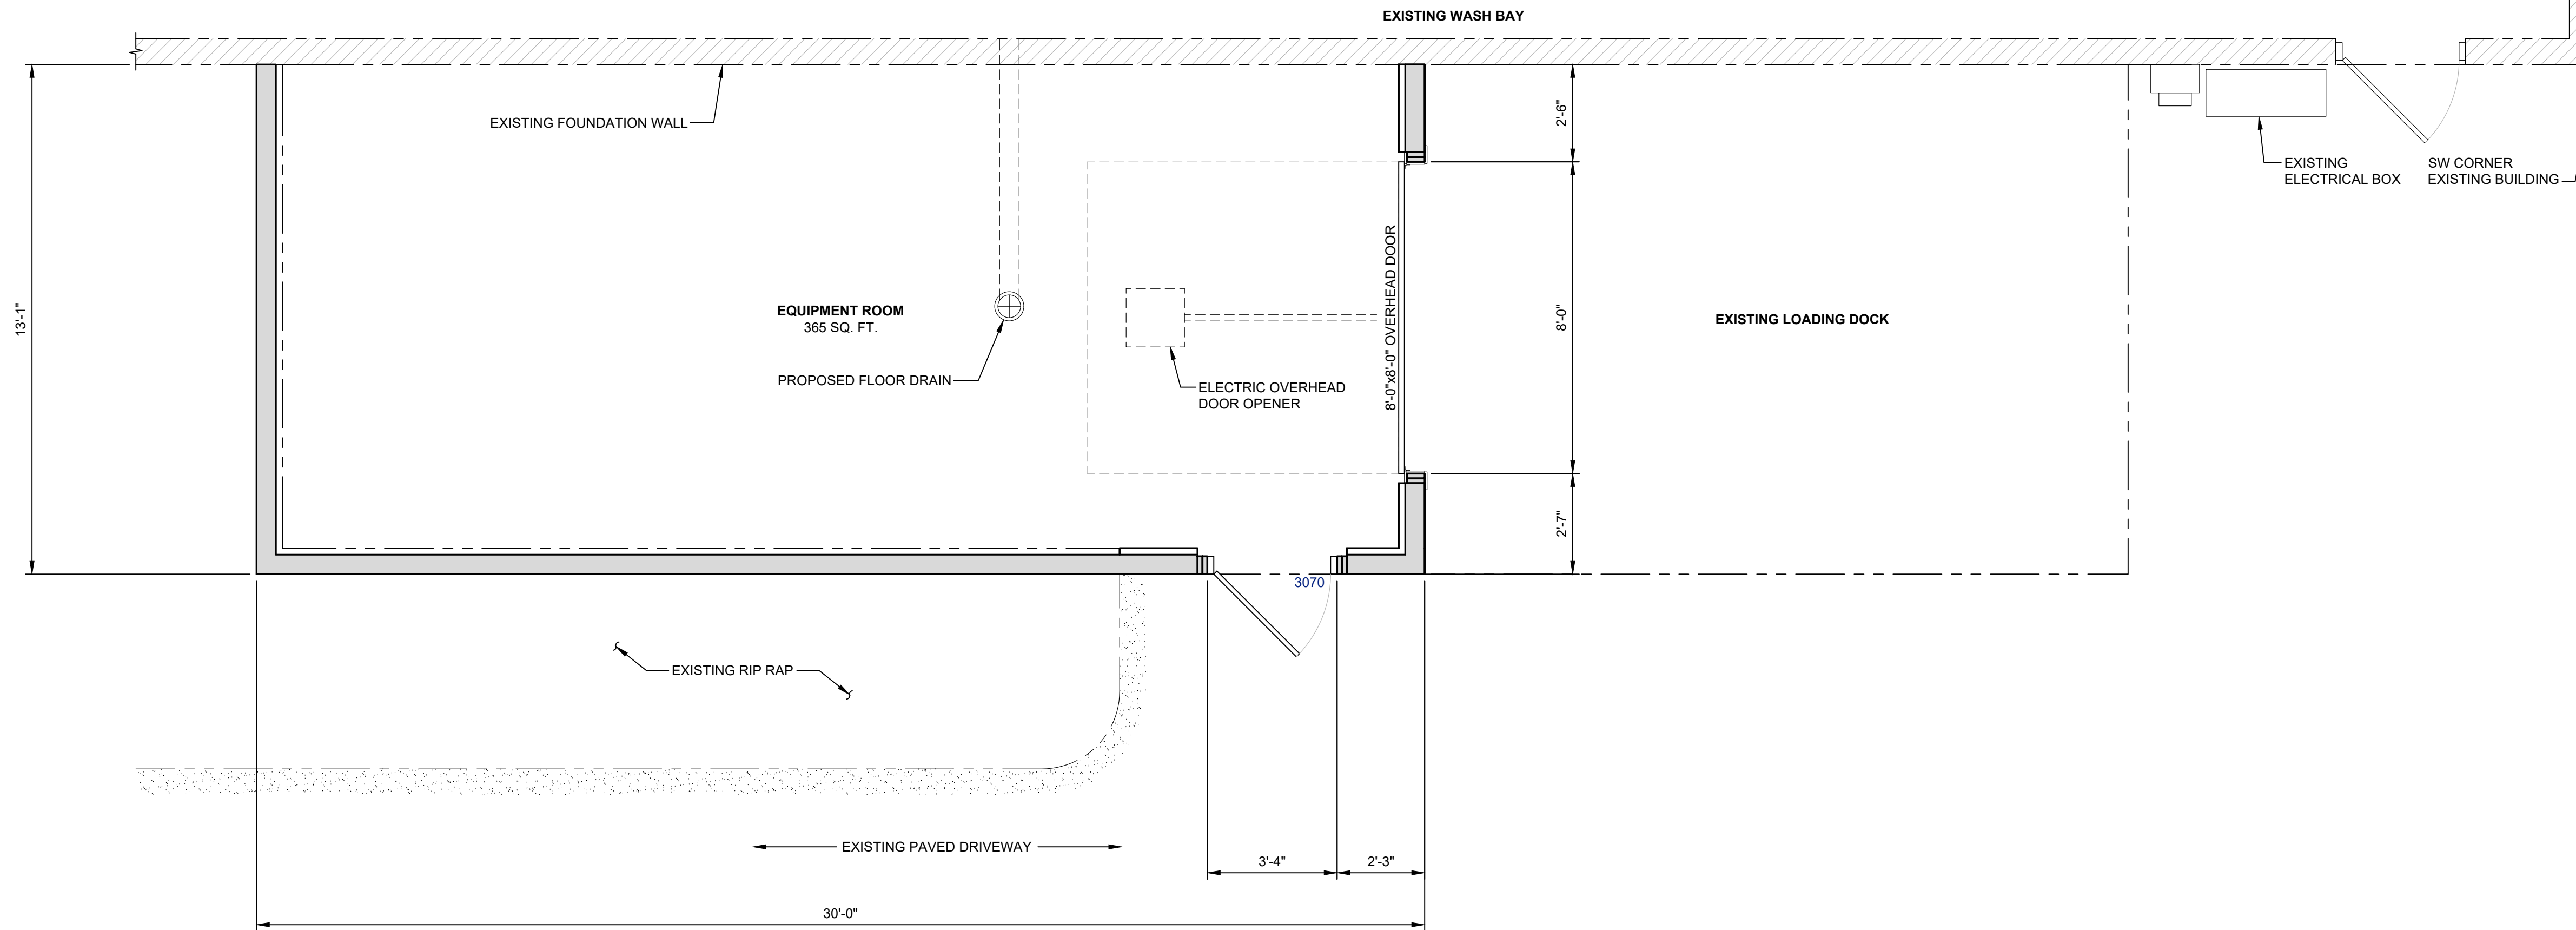 EXISTING WASH BAY
EXISTING FOUNDATION WALL
2'-6"
EXISTING
ELECTRICAL BOX
SW CORNER
EXISTING BUILDING
13'-1"
EQUIPMENT ROOM
365 SQ. FT.
PROPOSED FLOOR DRAIN
ELECTRIC OVERHEAD
DOOR OPENER
8'-0"x8'-0" OVERHEAD DOOR
8'-0"
EXISTING LOADING DOCK
2'-7"
3070
EXISTING RIP RAP
EXISTING PAVED DRIVEWAY
3'-4"
2'-3"
30'-0"